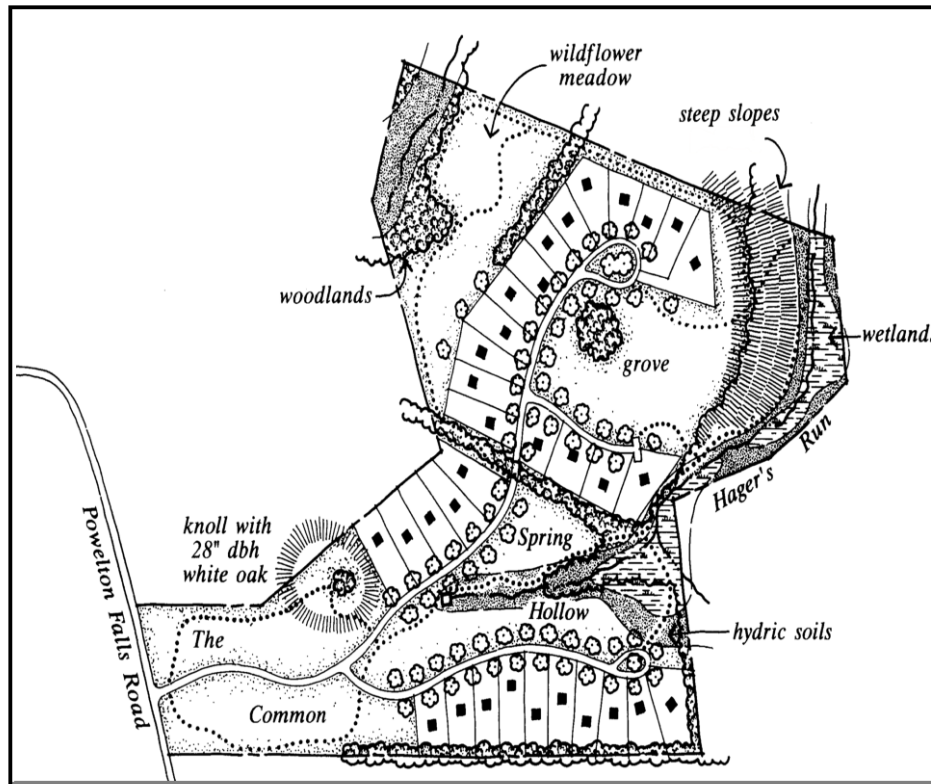 wildflower
meadow
steep slopes
woodlands
wetlands
grove
Hager's Run
knoll with
28" dbh
white oak
Spring
Hollow
Powelton Falls Road
The
Common
hydric soils